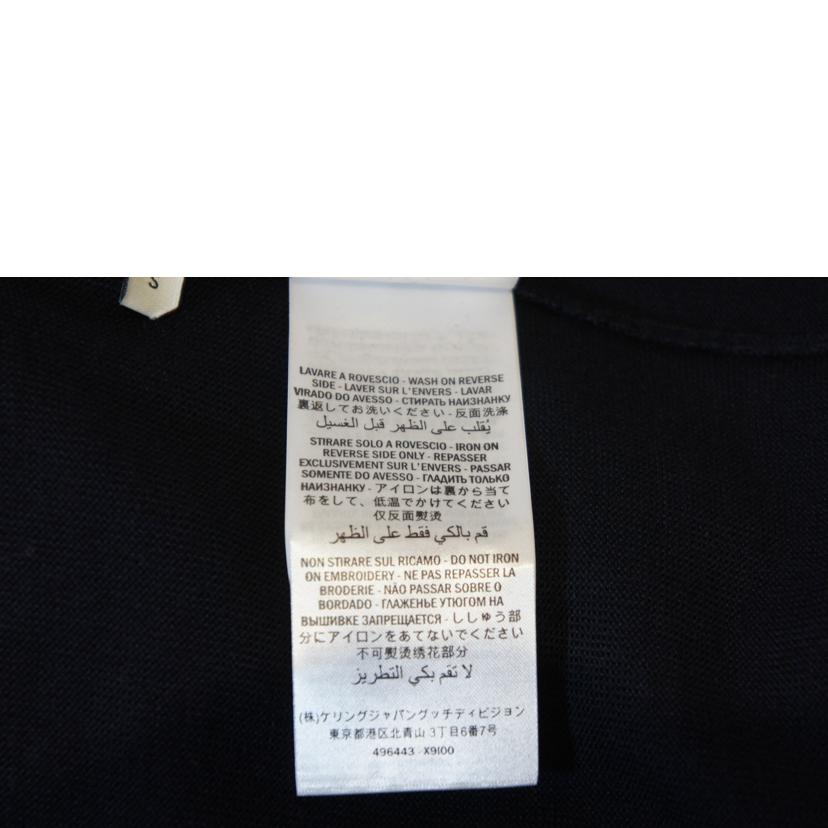 LAVARE A ROVESCIO - WASH ON REVERSE
SIDE - LAVER SUR L'ENVERS - LAVAR
VIRADO DO AVESSO - СТИРАТЬ НАИЗНАНКУ
裏返してお洗いください - 反面洗涤
يُقلب على الظهر قبل الغسيل
STIRARE SOLO A ROVESCIO - IRON ON
REVERSE SIDE ONLY - REPASSER
EXCLUSIVEMENT SUR L'ENVERS - PASSAR
SOMENTE DO AVESSO - ГЛАДИТЬ ТОЛЬКО
НАИЗНАНКУ - アイロンは裏から当て
布をして、低温でかけてください
仅反面熨烫
قم بالكي فقط على الظهر
NON STIRARE SUL RICAMO - DO NOT IRON
ON EMBROIDERY - NE PAS REPASSER LA
BRODERIE - NÃO PASSAR SOBRE O
BORDADO - ГЛАЖЕНЬЕ УТЮГОМ НА
ВЫШИВКЕ ЗАПРЕЩАЕТСЯ - ししゅう部
分にアイロンをあてないでください
不可熨烫绣花部分
لا تقم بكي التطريز
(株)ケリングジャパングッチディビジョン
東京都港区北青山 3丁目6番7号
496443 - X9I00